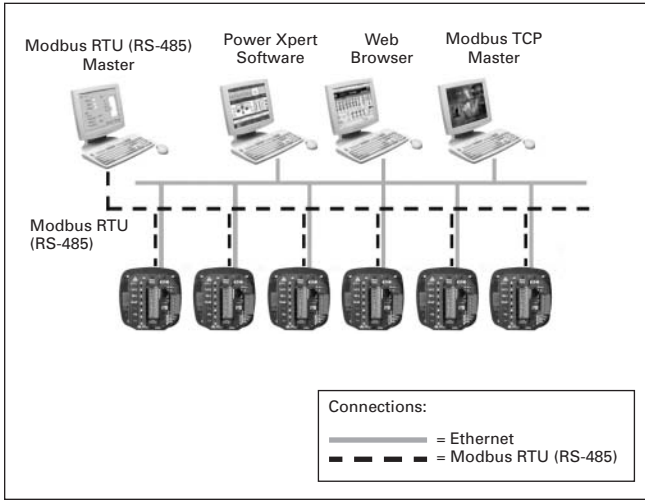 Modbus RTU (RS-485)
Master
Power Xpert
Software
Web
Browser
Modbus TCP
Master
Modbus RTU
(RS-485)
Connections:
= Ethernet
= Modbus RTU (RS-485)